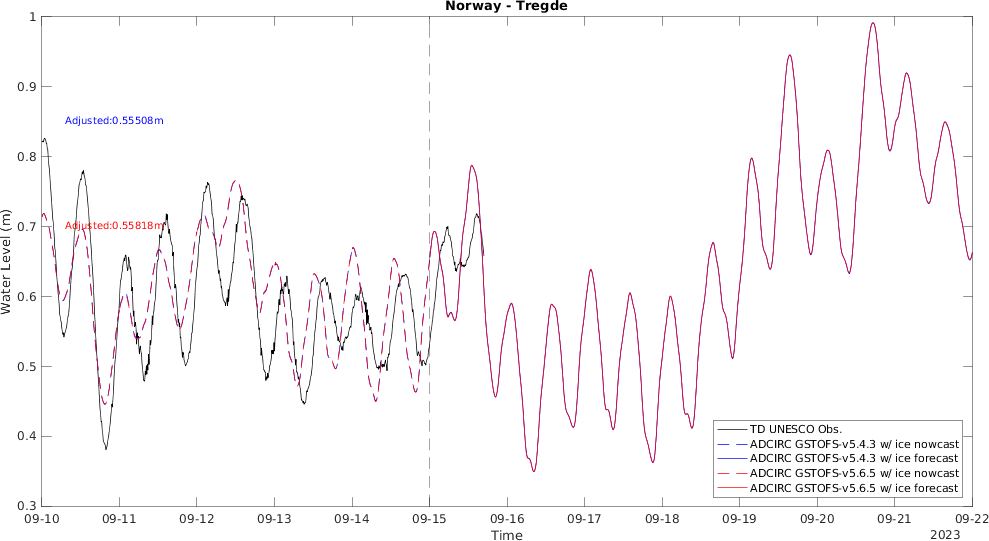 Norway - Tregde
Water Level (m)
1
0.9
0.8
0.7
0.6
0.5
0.4
0.3
Adjusted:0.55508m
Adjusted:0.55818m
TD UNESCO Obs.
ADCIRC GSTOFS-v5.4.3 w/ ice nowcast
ADCIRC GSTOFS-v5.4.3 w/ ice forecast
ADCIRC GSTOFS-v5.6.5 w/ ice nowcast
ADCIRC GSTOFS-v5.6.5 w/ ice forecast
09-10 09-11 09-12 09-13 09-14 09-15 09-16 09-17 09-18 09-19 09-20 09-21 09-22
Time
2023